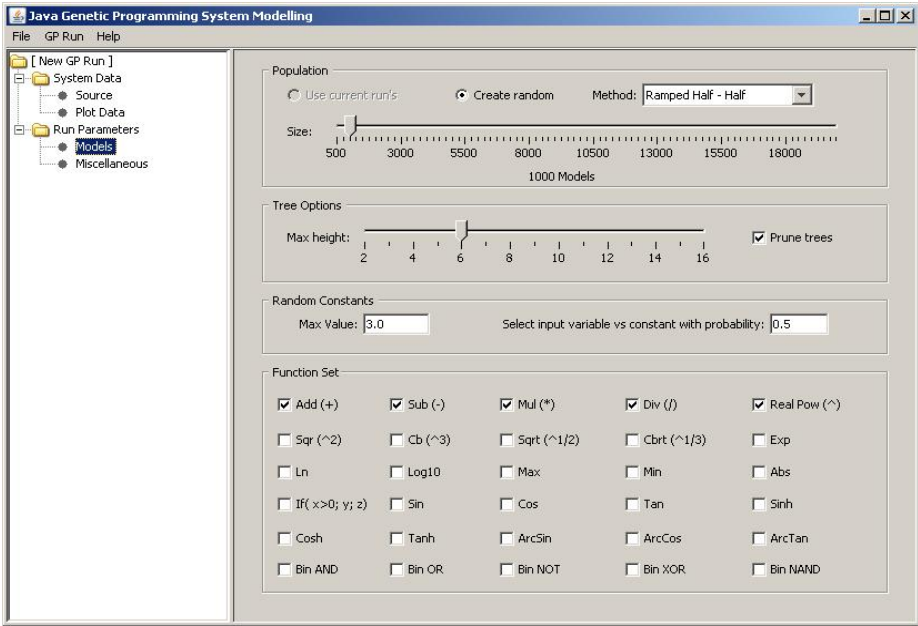 Java Genetic Programming System Modelling
File GP Run Help
[ New GP Run ]
System Data
Source
Plot Data
Run Parameters
Models
Miscellaneous
Population
Use current run's Create random Method: Ramped Half - Half
Size:
500 3000 5500 8000 10500 13000 15500 18000
1000 Models
Tree Options
Max height: Prune trees
2 4 6 8 10 12 14 16
Random Constants
Max Value: 3.0 Select input variable vs constant with probability: 0.5
Function Set
Add (+) Sub (-) Mul (*) Div (/) Real Pow (^)
Sqr (^2) Cb (^3) Sqrt (^1/2) Cbrt (^1/3) Exp
Ln Log10 Max Min Abs
If( x>0; y; z) Sin Cos Tan Sinh
Cosh Tanh ArcSin ArcCos ArcTan
Bin AND Bin OR Bin NOT Bin XOR Bin NAND